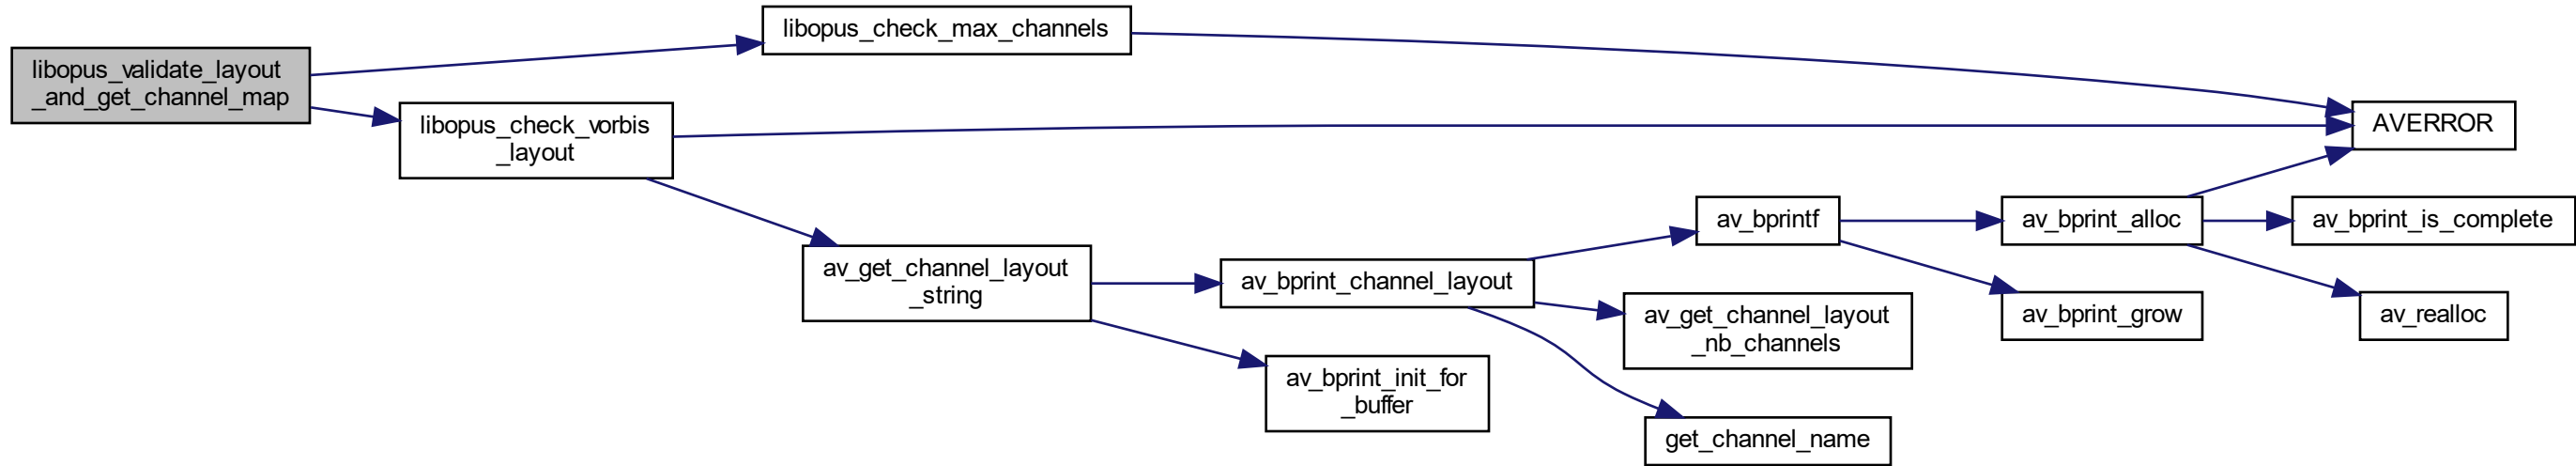 libopus_validate_layout
_and_get_channel_map
libopus_check_max_channels
libopus_check_vorbis
_layout
AVERROR
av_get_channel_layout
_string
av_bprint_channel_layout
av_bprint_init_for
_buffer
av_bprintf
av_get_channel_layout
_nb_channels
get_channel_name
av_bprint_alloc
av_bprint_grow
av_bprint_is_complete
av_realloc